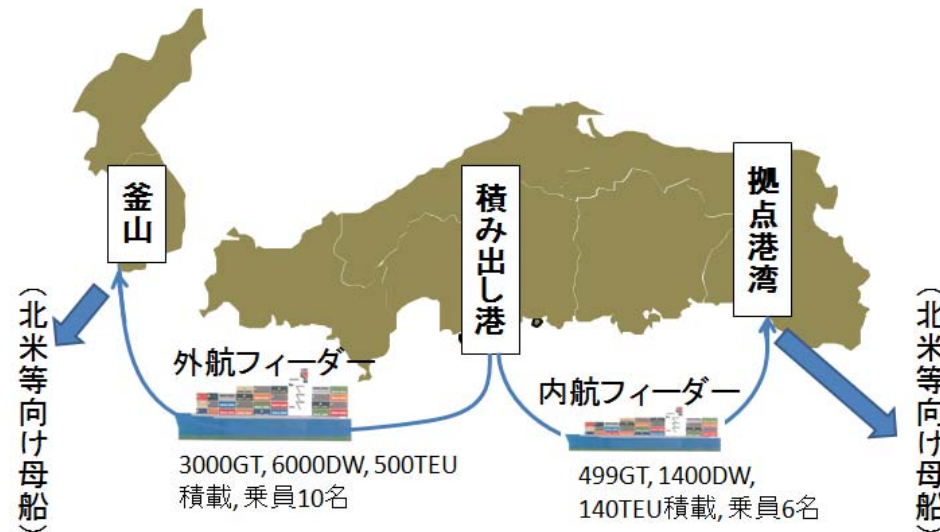 釜山
積み出し港
拠点港湾
（北米等向け母船）
外航フィーダー
3000GT, 6000DW, 500TEU
積載, 乗員10名
内航フィーダー
499GT, 1400DW,
140TEU積載, 乗員6名
（北米等向け母船）